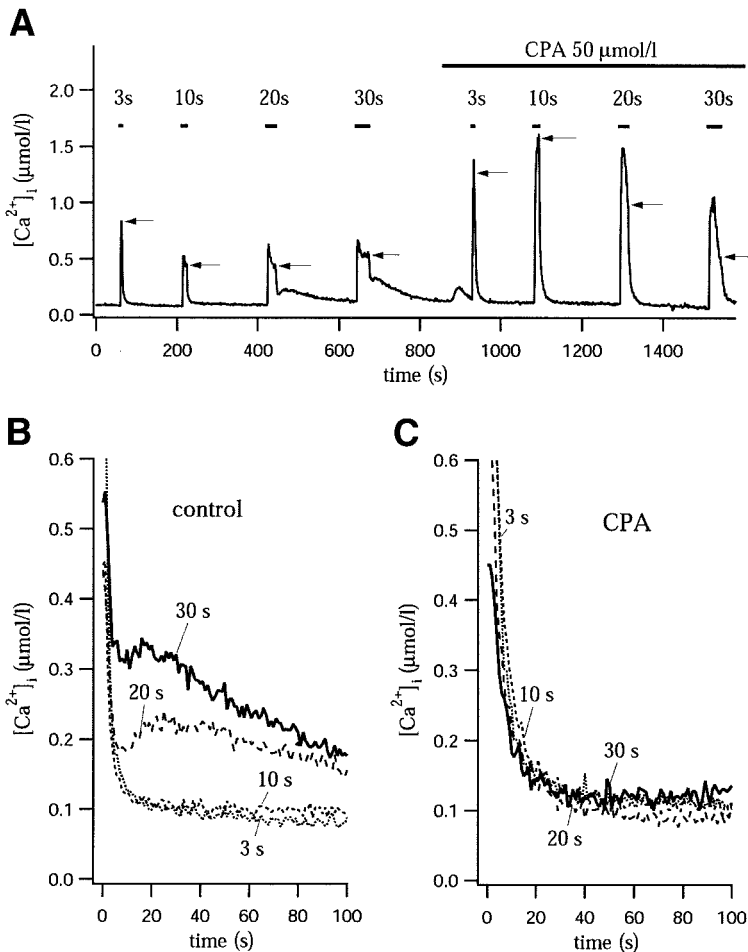 A
CPA 50 μmol/l
3s 10s 20s 30s 3s 10s 20s 30s
[Ca2+]i (μmol/l)
2.0
1.5
1.0
0.5
0.0
0 200 400 600 800 1000 1200 1400
time (s)
B
control
[Ca2+]i (μmol/l)
0.6
0.5
0.4
0.3
0.2
0.1
0.0
30 s
20 s
10 s
3 s
0 20 40 60 80 100
time (s)
C
CPA
[Ca2+]i (μmol/l)
0.6
0.5
0.4
0.3
0.2
0.1
0.0
3 s
10 s
30 s
20 s
0 20 40 60 80 100
time (s)